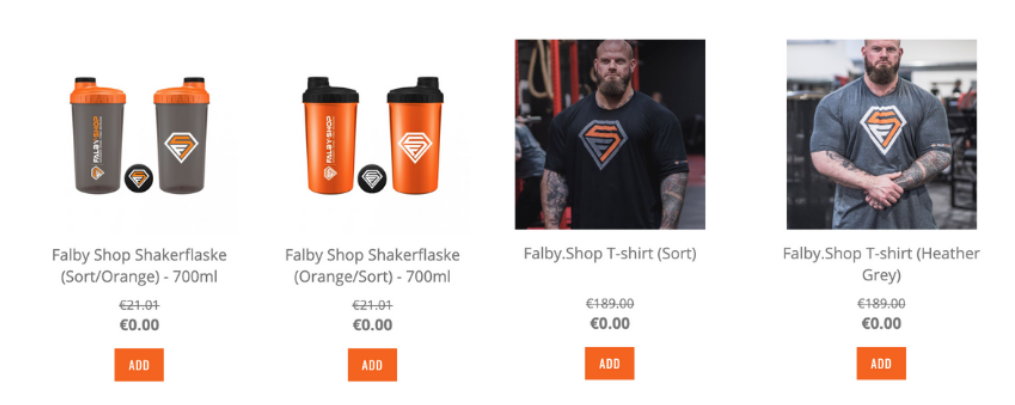 FALBY SHOP
FALBY SHOP
Falby Shop Shakerflaske
(Sort/Orange) - 700ml
€21.01
€0.00
ADD
Falby Shop Shakerflaske
(Orange/Sort) - 700ml
€21.01
€0.00
ADD
Falby.Shop T-shirt (Sort)
€189.00
€0.00
ADD
Falby.Shop T-shirt (Heather
Grey)
€189.00
€0.00
ADD